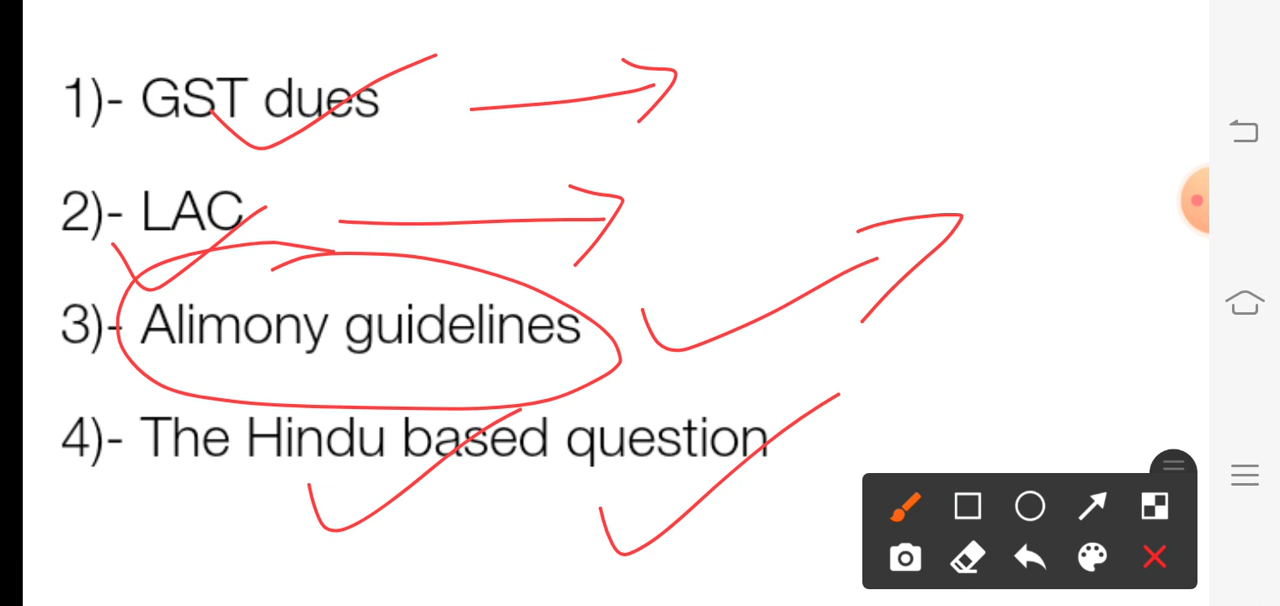 1)- GST dues
2)- LAC
3)- Alimony guidelines
4)- The Hindu based question